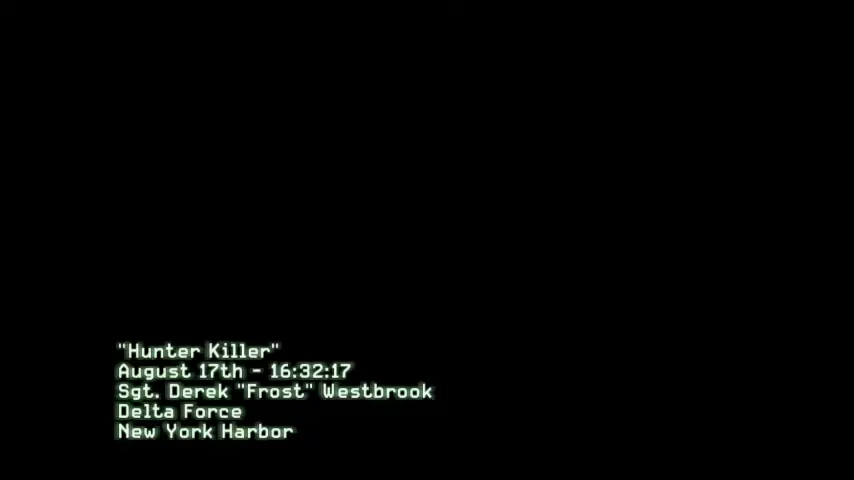 "Hunter Killer"
August 17th - 16:32:17
Sgt. Derek "Frost" Westbrook
Delta Force
New York Harbor